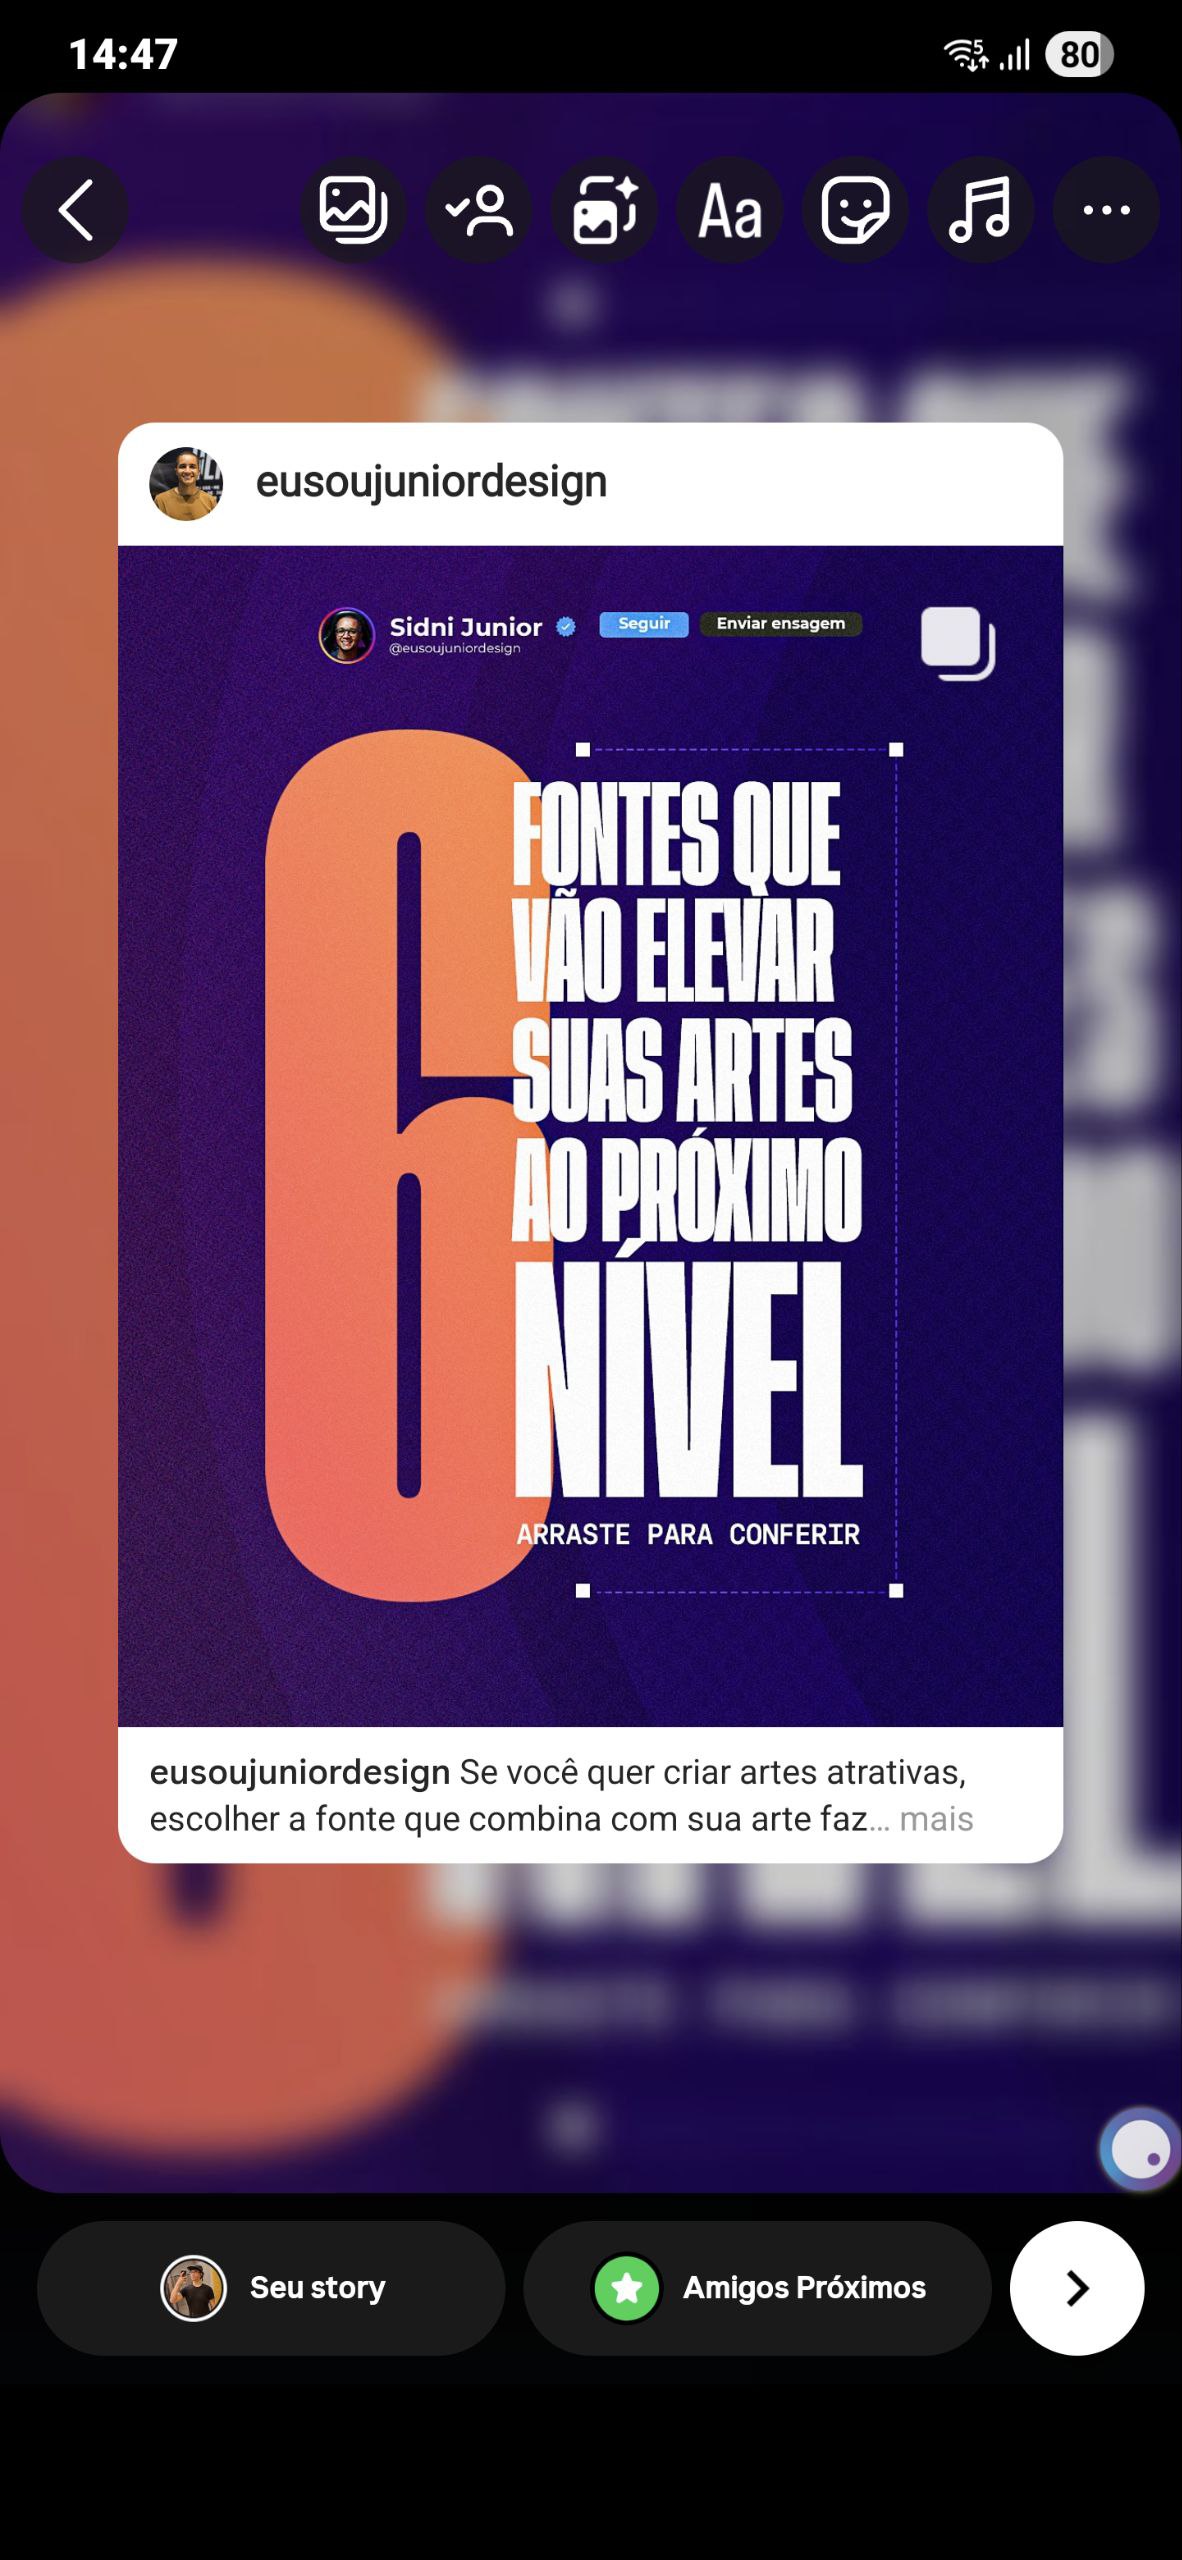 14:47
5
80
Aa
eusoujuniordesign
Sidni Junior
Seguir
Enviar ensagem
@eusoujuniordesign
6
FONTES QUE
VÃO ELEVAR
SUAS ARTES
AO PRÓXIMO
NÍVEL
ARRASTE PARA CONFERIR
eusoujuniordesign Se você quer criar artes atrativas,
escolher a fonte que combina com sua arte faz... mais
Seu story
Amigos Próximos